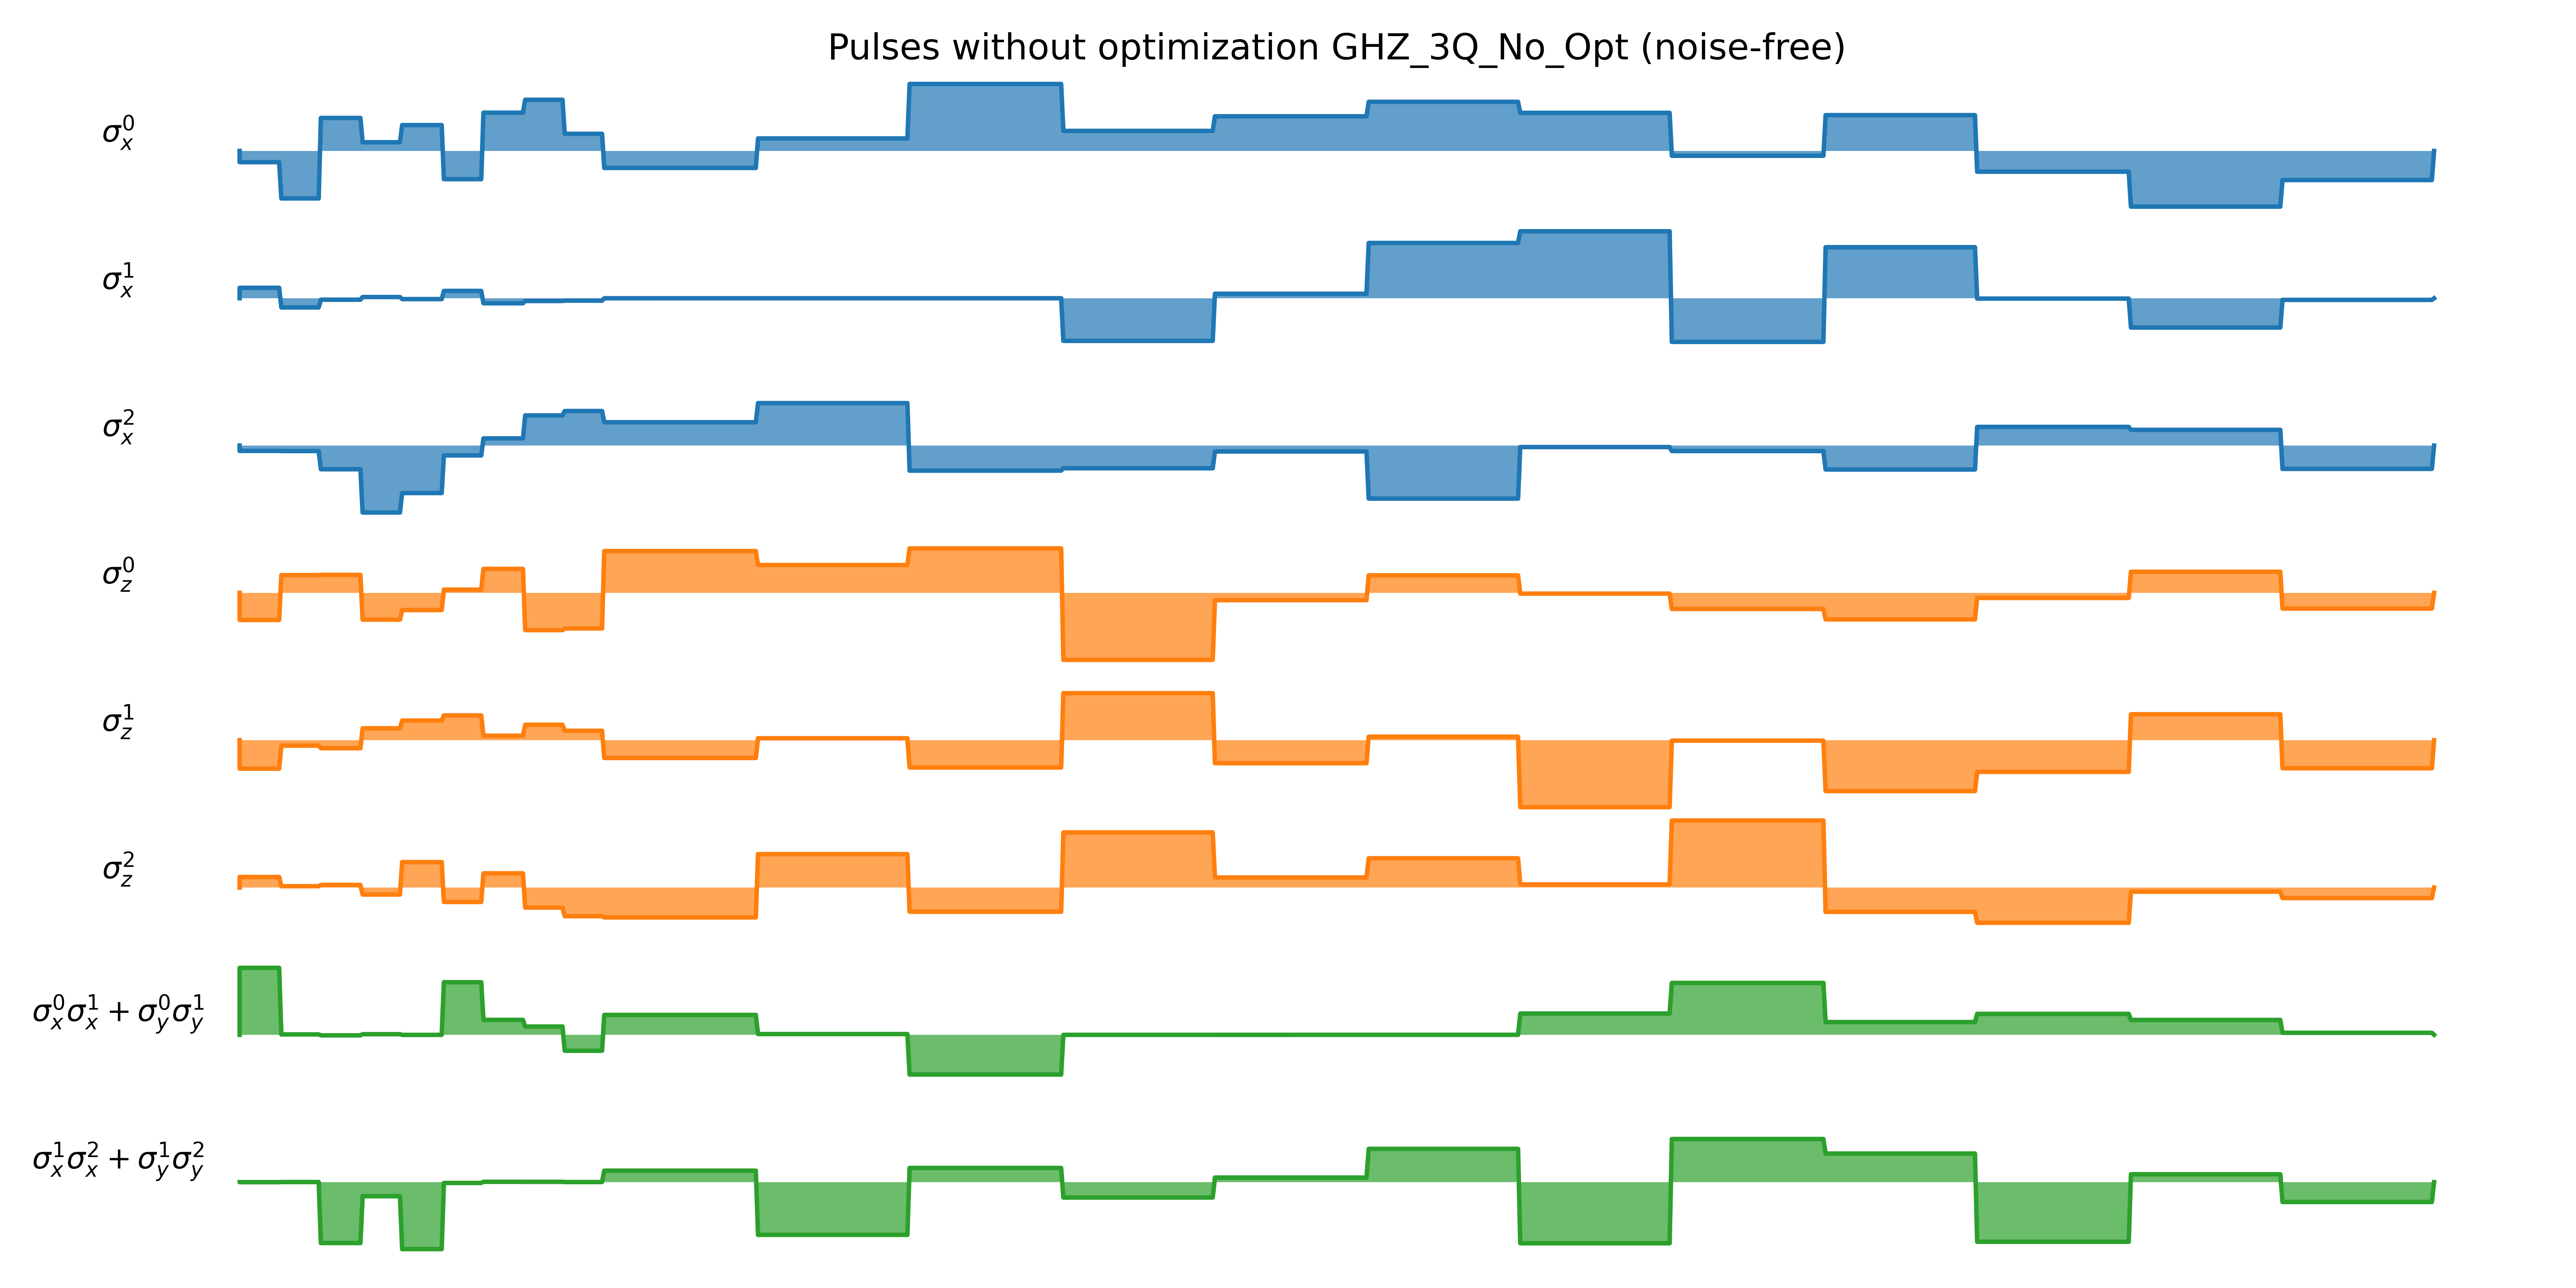 Pulses without optimization GHZ_3Q_No_Opt (noise-free)
σ_x^0
σ_x^1
σ_x^2
σ_z^0
σ_z^1
σ_z^2
σ_x^0σ_x^1 + σ_y^0σ_y^1
σ_x^1σ_x^2 + σ_y^1σ_y^2